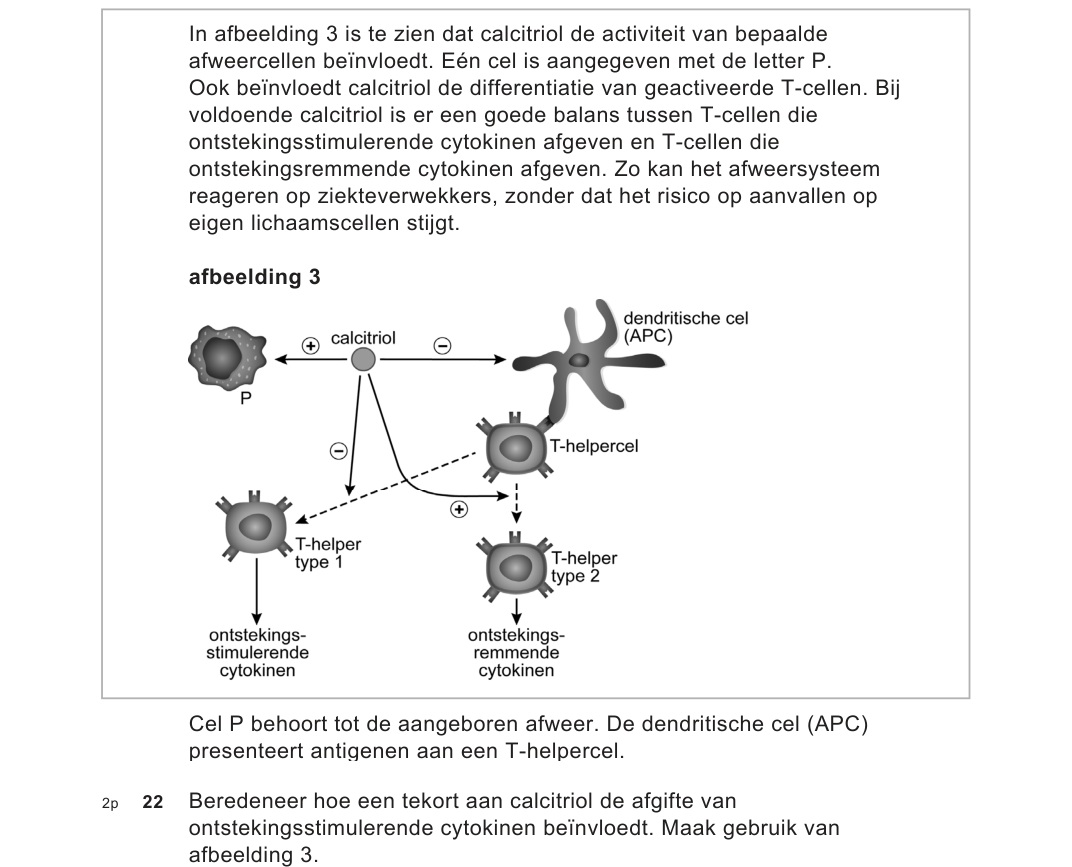 In afbeelding 3 is te zien dat calcitriol de activiteit van bepaalde
afweercellen beïnvloedt. Eén cel is aangegeven met de letter P.
Ook beïnvloedt calcitriol de differentiatie van geactiveerde T-cellen. Bij
voldoende calcitriol is er een goede balans tussen T-cellen die
ontstekingsstimulerende cytokinen afgeven en T-cellen die
ontstekingsremmende cytokinen afgeven. Zo kan het afweersysteem
reageren op ziekteverwekkers, zonder dat het risico op aanvallen op
eigen lichaamscellen stijgt.
afbeelding 3
dendritische cel
(APC)
calcitriol
+
−
P
T-helpercel
−
+
T-helper
type 1
T-helper
type 2
ontstekings-
stimulerende
cytokinen
ontstekings-
remmende
cytokinen
Cel P behoort tot de aangeboren afweer. De dendritische cel (APC)
presenteert antigenen aan een T-helpercel.
2p 22 Beredeneer hoe een tekort aan calcitriol de afgifte van
ontstekingsstimulerende cytokinen beïnvloedt. Maak gebruik van
afbeelding 3.